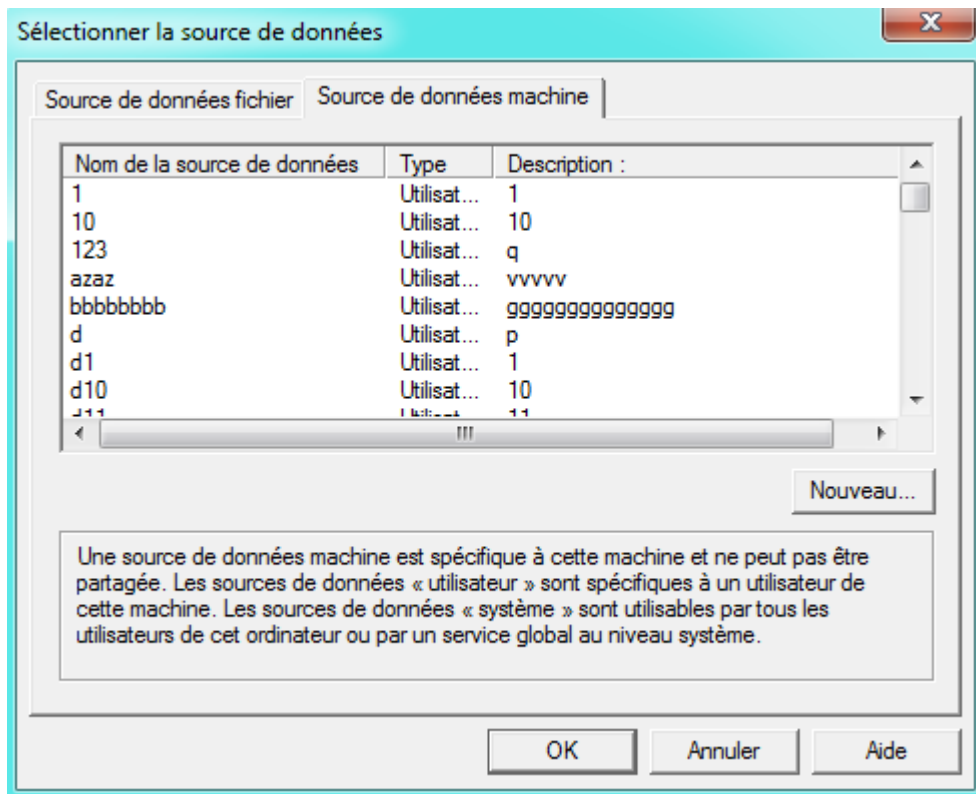 Sélectionner la source de données
Source de données fichier Source de données machine
Nom de la source de données Type Description :
1 Utilisat... 1
10 Utilisat... 10
123 Utilisat... q
azaz Utilisat... vvvvv
bbbbbbbb Utilisat... gggggggggggggg
d Utilisat... p
d1 Utilisat... 1
d10 Utilisat... 10
d11 Utilisat... 11
Nouveau...
Une source de données machine est spécifique à cette machine et ne peut pas être
partagée. Les sources de données « utilisateur » sont spécifiques à un utilisateur de
cette machine. Les sources de données « système » sont utilisables par tous les
utilisateurs de cet ordinateur ou par un service global au niveau système.
OK Annuler Aide